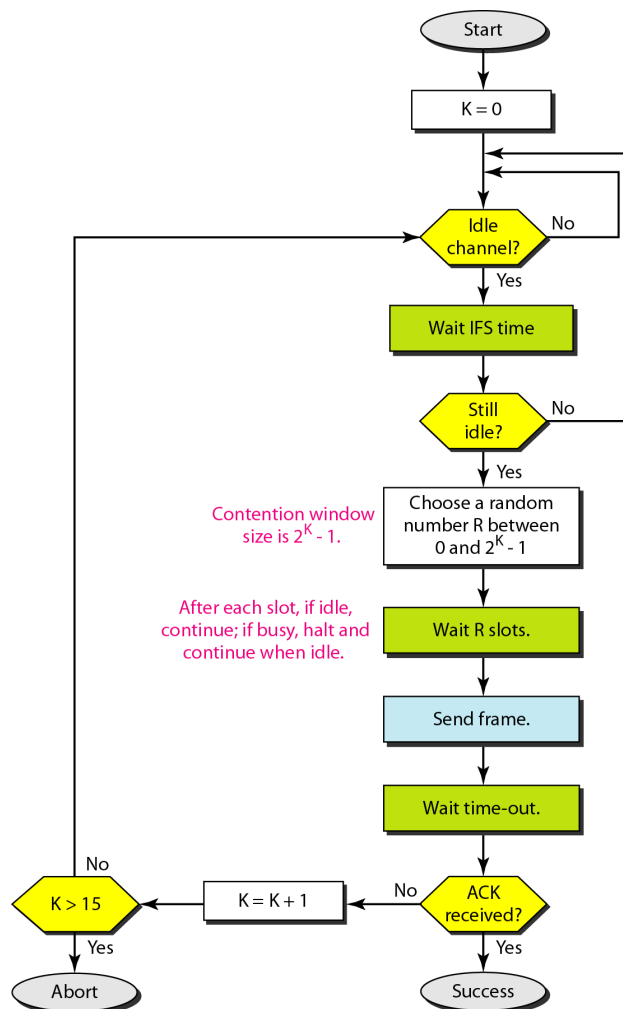 Start
K = 0
Idle
channel?
No
Yes
Wait IFS time
Still
idle?
No
Yes
Contention window
size is 2^K - 1.
Choose a random
number R between
0 and 2^K - 1
After each slot, if idle,
continue; if busy, halt and
continue when idle.
Wait R slots.
Send frame.
Wait time-out.
ACK
received?
No
K = K + 1
K > 15
No
Yes
Abort
Yes
Success